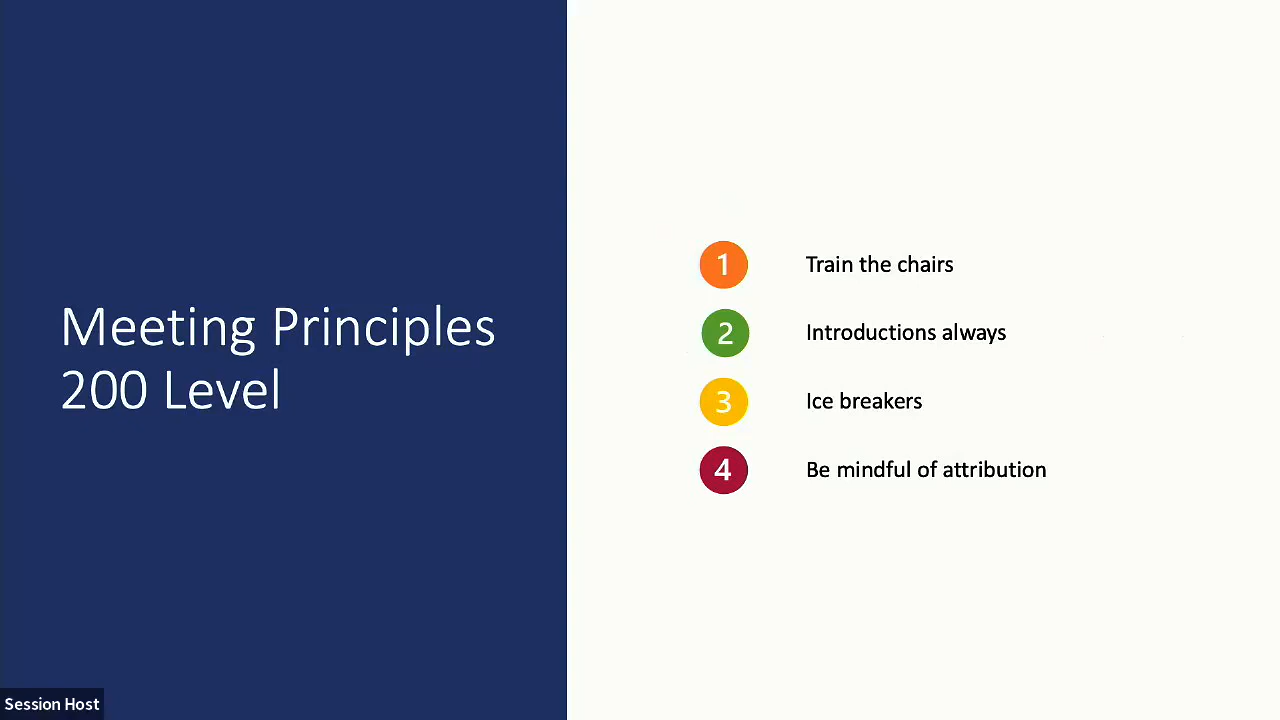 Meeting Principles
200 Level
1 Train the chairs
2 Introductions always
3 Ice breakers
4 Be mindful of attribution
Session Host